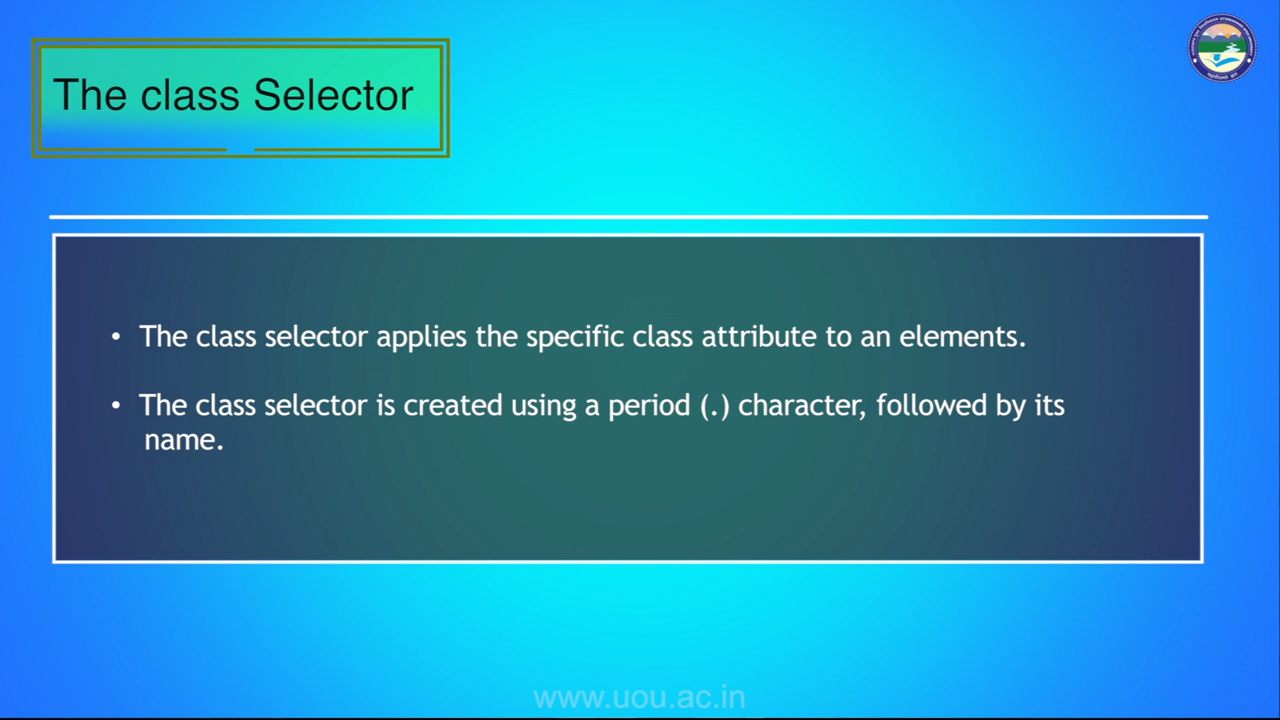 The class Selector
• The class selector applies the specific class attribute to an elements.
• The class selector is created using a period (.) character, followed by its
name.
www.uou.ac.in